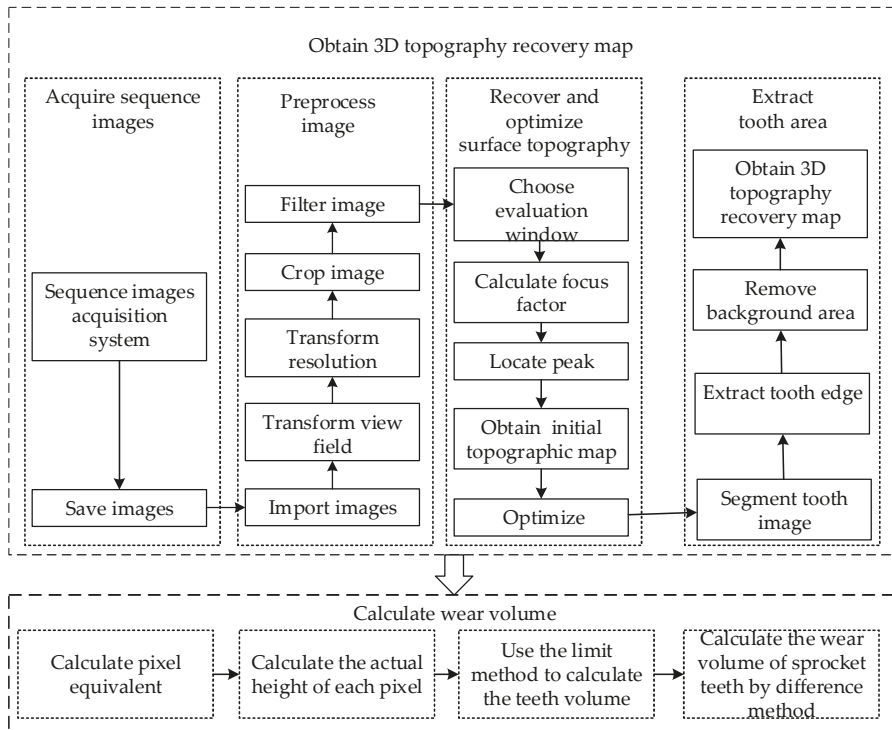 Obtain 3D topography recovery map
Acquire sequence
images
Sequence images
acquisition
system
Save images
Preprocess
image
Filter image
Crop image
Transform
resolution
Transform view
field
Import images
Recover and
optimize
surface topography
Choose
evaluation
window
Calculate focus
factor
Locate peak
Obtain initial
topographic map
Optimize
Extract
tooth area
Obtain 3D
topography
recovery map
Remove
background area
Extract tooth edge
Segment tooth
image
Calculate wear volume
Calculate pixel
equivalent
Calculate the actual
height of each pixel
Use the limit
method to calculate
the teeth volume
Calculate the wear
volume of sprocket
teeth by difference
method